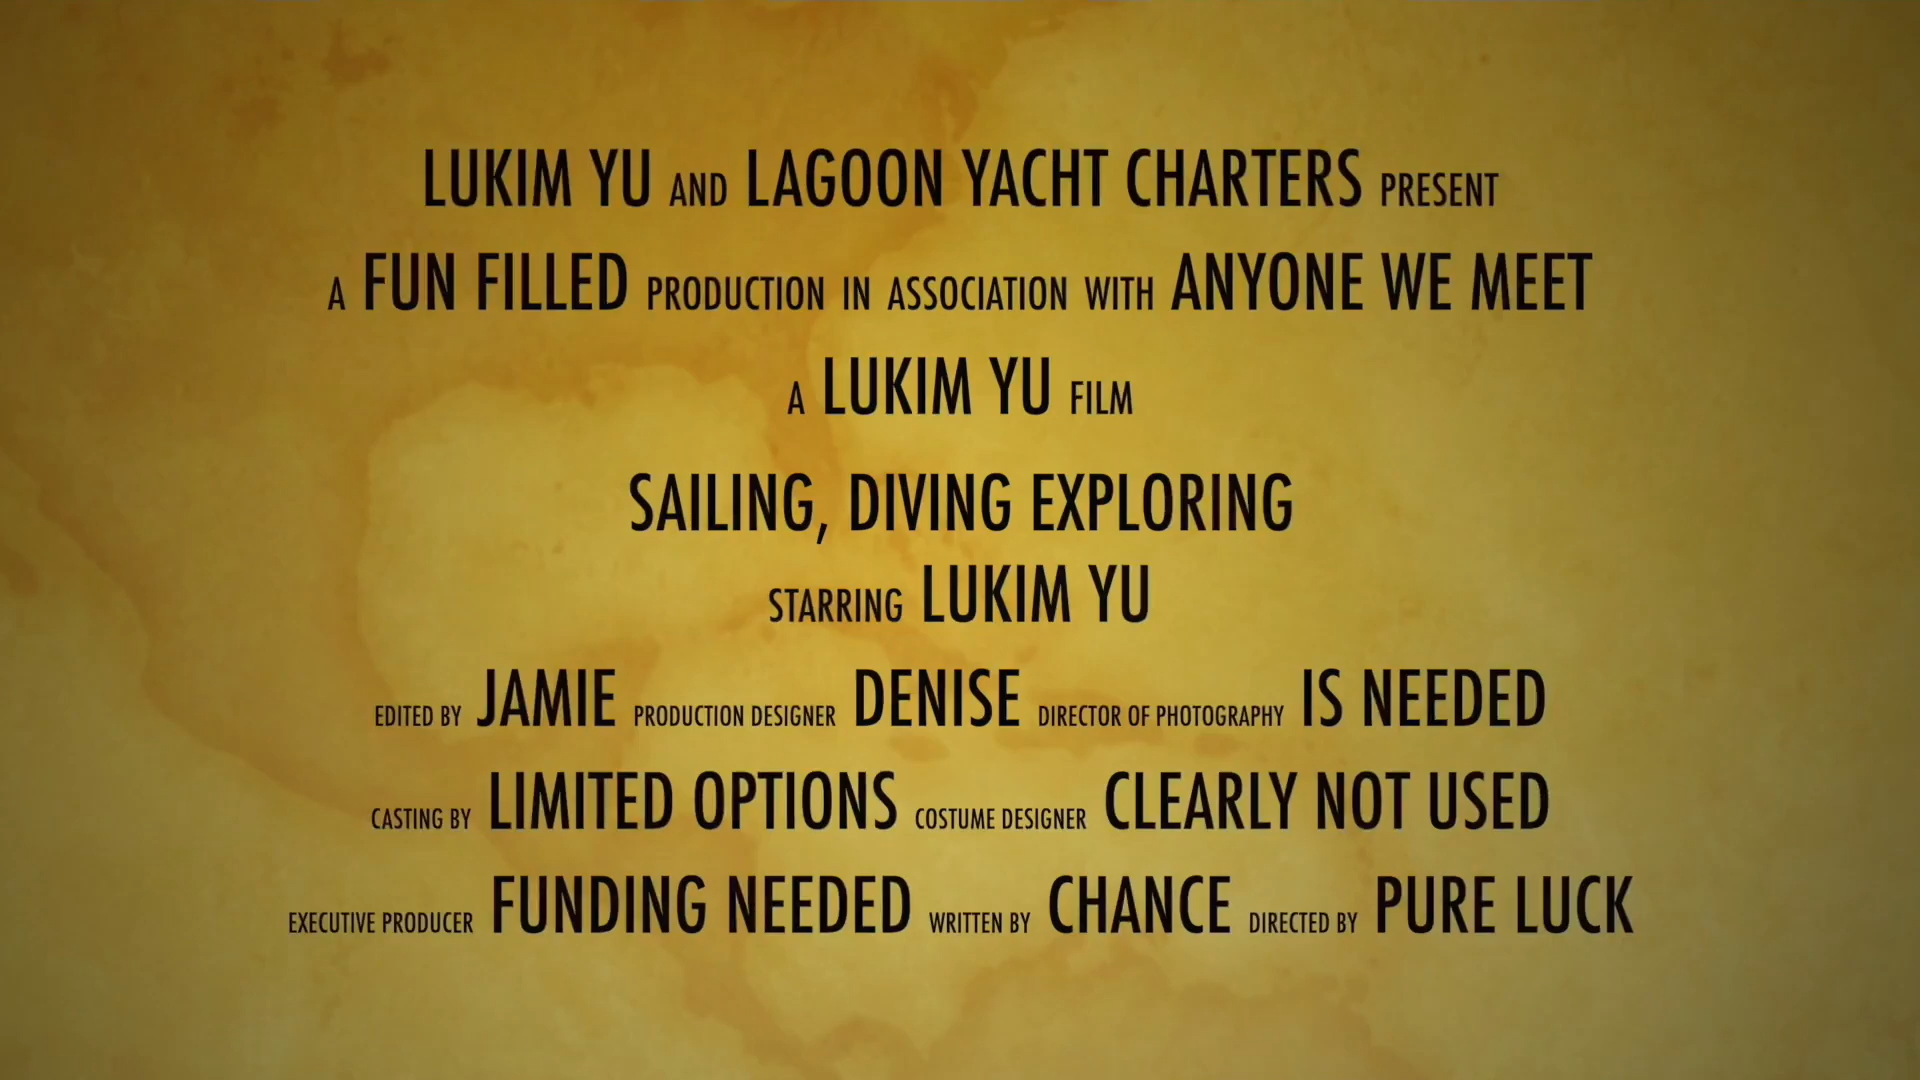 LUKIM YU AND LAGOON YACHT CHARTERS PRESENT
A FUN FILLED PRODUCTION IN ASSOCIATION WITH ANYONE WE MEET
A LUKIM YU FILM
SAILING, DIVING EXPLORING
STARRING LUKIM YU
EDITED BY JAMIE PRODUCTION DESIGNER DENISE DIRECTOR OF PHOTOGRAPHY IS NEEDED
CASTING BY LIMITED OPTIONS COSTUME DESIGNER CLEARLY NOT USED
EXECUTIVE PRODUCER FUNDING NEEDED WRITTEN BY CHANCE DIRECTED BY PURE LUCK